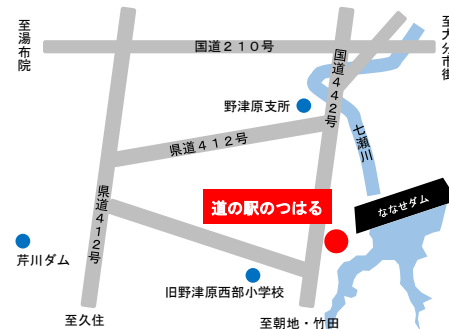 至湯布院
国道２１０号
至大分市街
国道４４２号
野津原支所
七瀬川
県道４１２号
県道412号
道の駅のつはる
ななせダム
芹川ダム
旧野津原西部小学校
至久住
至朝地・竹田